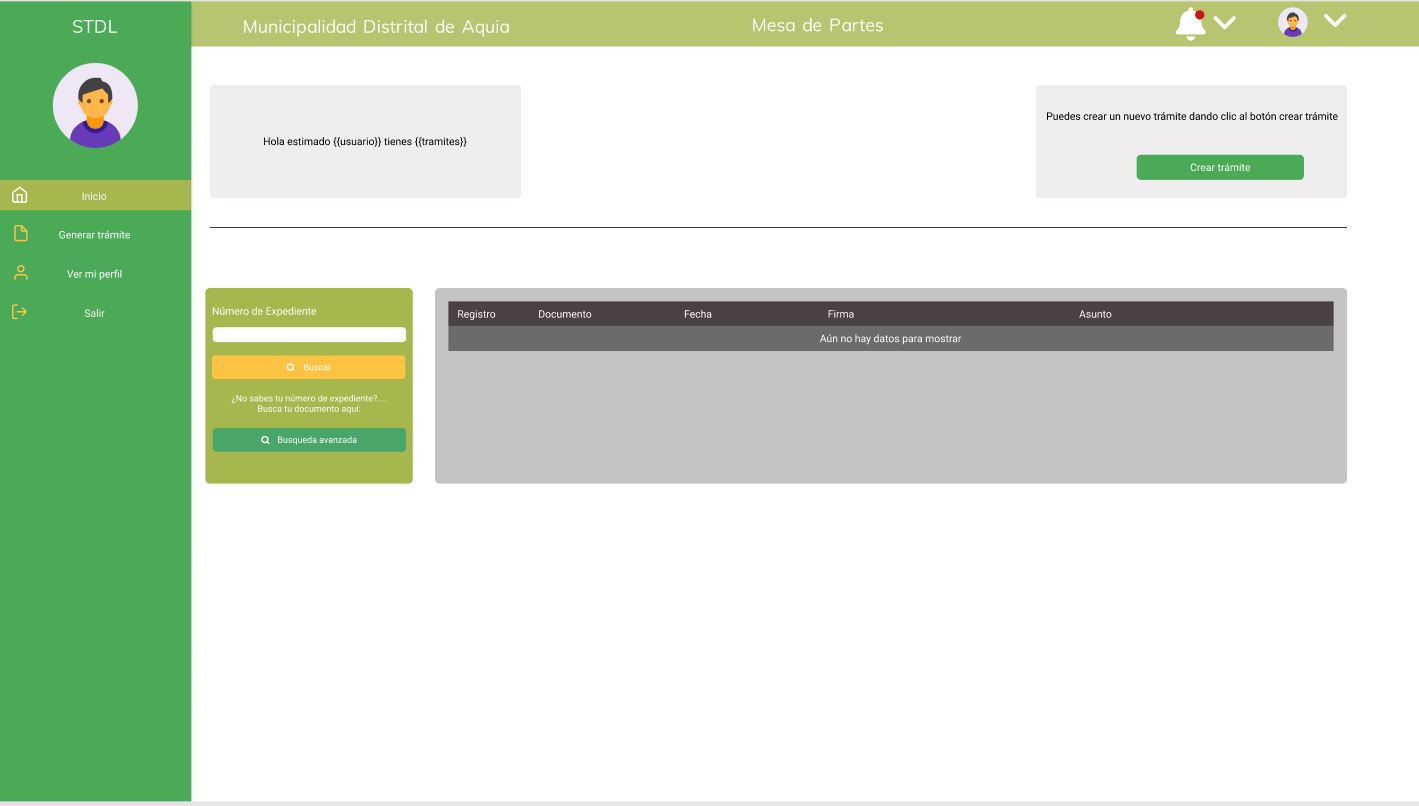 STDL
Municipalidad Distrital de Aquia
Mesa de Partes
Inicio
Generar trámite
Ver mi perfil
Salir
Hola estimado {{usuario}} tienes {{tramites}}
Puedes crear un nuevo trámite dando clic al botón crear trámite
Crear trámite
Número de Expediente
Buscar
¿No sabes tu número de expediente?....
Busca tu documento aquí:
Busqueda avanzada
Registro Documento Fecha Firma Asunto
Aún no hay datos para mostrar